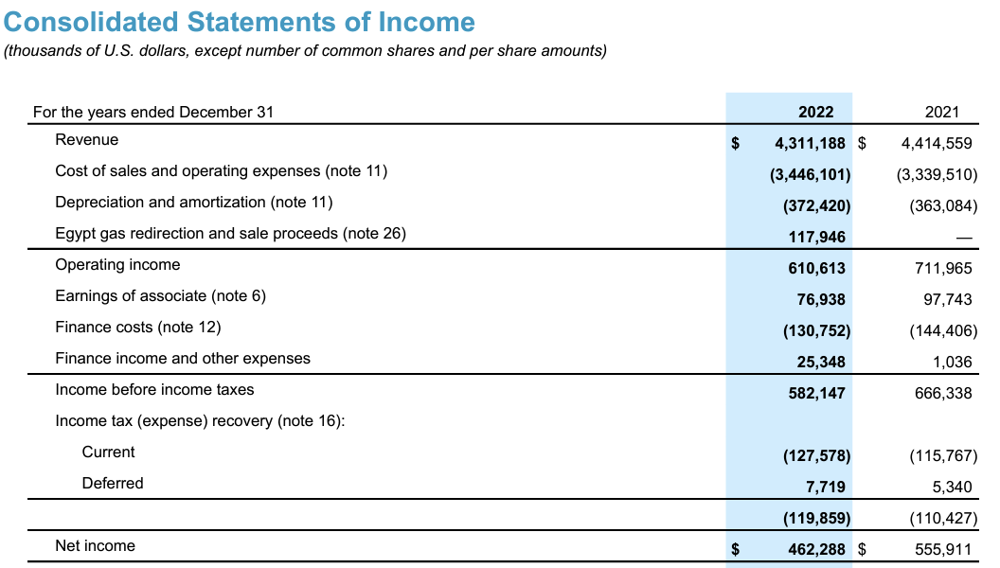 Consolidated Statements of Income
(thousands of U.S. dollars, except number of common shares and per share amounts)
For the years ended December 31 2022 2021
Revenue $ 4,311,188 $ 4,414,559
Cost of sales and operating expenses (note 11) (3,446,101) (3,339,510)
Depreciation and amortization (note 11) (372,420) (363,084)
Egypt gas redirection and sale proceeds (note 26) 117,946 —
Operating income 610,613 711,965
Earnings of associate (note 6) 76,938 97,743
Finance costs (note 12) (130,752) (144,406)
Finance income and other expenses 25,348 1,036
Income before income taxes 582,147 666,338
Income tax (expense) recovery (note 16):
Current (127,578) (115,767)
Deferred 7,719 5,340
(119,859) (110,427)
Net income $ 462,288 $ 555,911